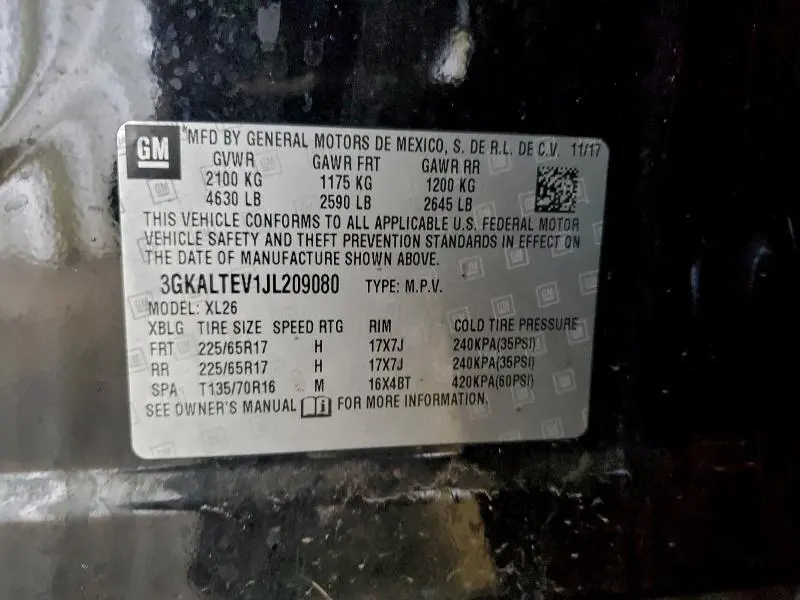 GM
MFD BY GENERAL MOTORS DE MEXICO, S. DE R.L. DE C.V. 11/17
GVWR GAWR FRT GAWR RR
2100 KG 1175 KG 1200 KG
4630 LB 2590 LB 2645 LB
THIS VEHICLE CONFORMS TO ALL APPLICABLE U.S. FEDERAL MOTOR
VEHICLE SAFETY AND THEFT PREVENTION STANDARDS IN EFFECT ON
THE DATE OF MANUFACTURE SHOWN ABOVE.
3GKALTEV1JL209080 TYPE: M.P.V.
MODEL: XL26
XBLG TIRE SIZE SPEED RTG RIM COLD TIRE PRESSURE
FRT 225/65R17 H 17X7J 240KPA(35PSI)
RR 225/65R17 H 17X7J 240KPA(35PSI)
SPA T135/70R16 M 16X4BT 420KPA(60PSI)
SEE OWNER'S MANUAL i FOR MORE INFORMATION.